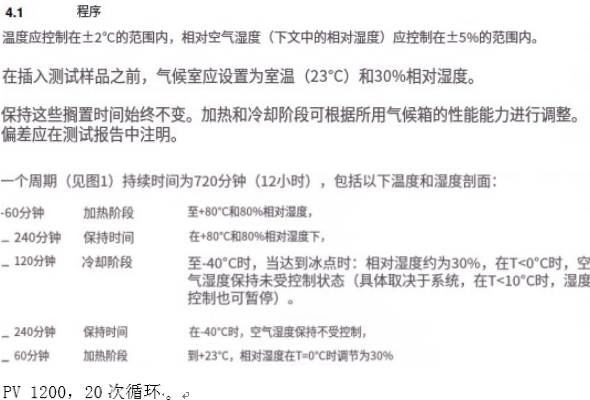 4.1 程序
温度应控制在±2°C的范围内，相对空气湿度（下文中的相对湿度）应控制在±5%的范围内。
在插入测试样品之前，气候室应设置为室温（23°C）和30%相对湿度。
保持这些搁置时间始终不变。加热和冷却阶段可根据所用气候箱的性能能力进行调整。
偏差应在测试报告中注明。
一个周期（见图1）持续时间为720分钟（12小时），包括以下温度和湿度剖面：
-60分钟 加热阶段 至+80°C和80%相对湿度，
– 240分钟 保持时间 在+80°C和80%相对湿度下，
– 120分钟 冷却阶段 至-40°C时，当达到冰点时：相对湿度约为30%，在T<0°C时，空
气湿度保持未受控制状态（具体取决于系统，在T<10°C时，湿度
控制也可暂停）。
– 240分钟 保持时间 在-40°C时，空气湿度保持不受控制，
– 60分钟 加热阶段 到+23°C，相对湿度在T=0°C时调节为30%
PV 1200，20 次循环。